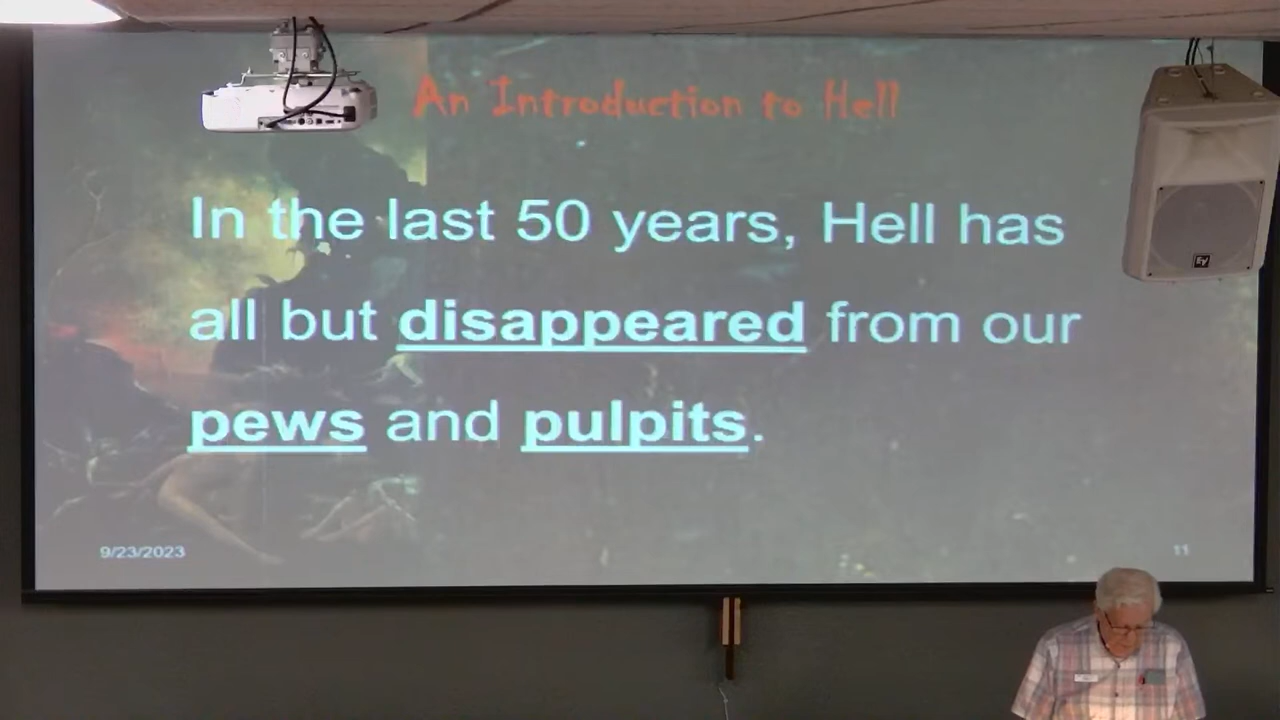 An Introduction to Hell
In the last 50 years, Hell has
all but disappeared from our
pews and pulpits.
9/23/2023
11
EV